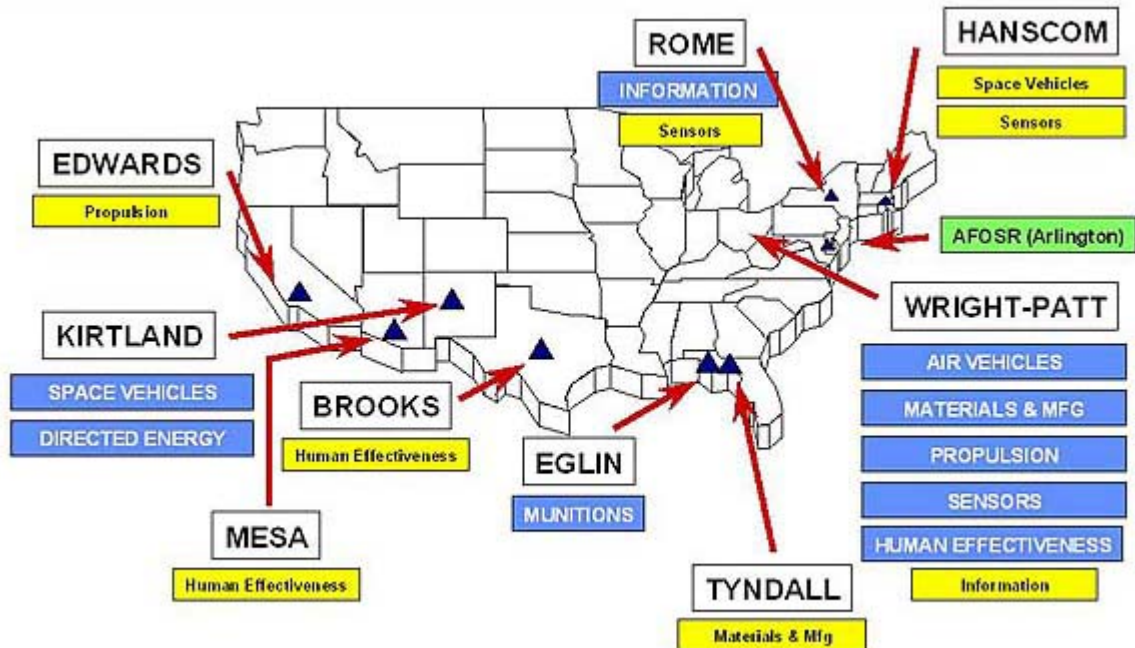 ROME
INFORMATION
Sensors
HANSCOM
Space Vehicles
Sensors
EDWARDS
Propulsion
AFOSR (Arlington)
KIRTLAND
SPACE VEHICLES
DIRECTED ENERGY
WRIGHT-PATT
AIR VEHICLES
MATERIALS & MFG
PROPULSION
SENSORS
HUMAN EFFECTIVENESS
Information
BROOKS
Human Effectiveness
EGLIN
MUNITIONS
MESA
Human Effectiveness
TYNDALL
Materials & Mfg